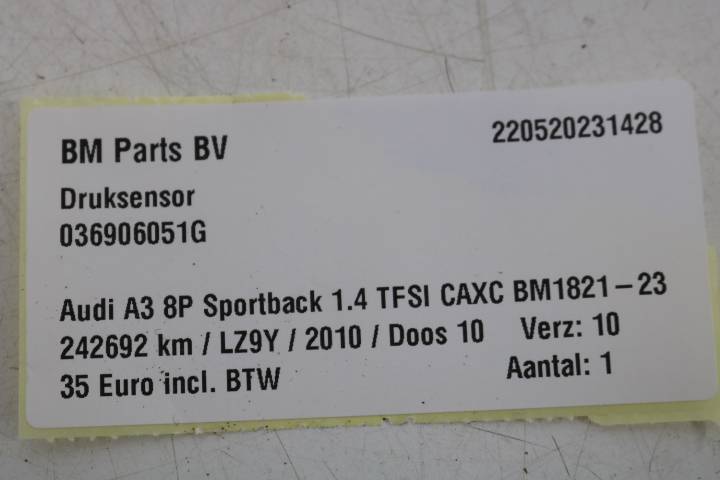 BM Parts BV 220520231428
Druksensor
036906051G
Audi A3 8P Sportback 1.4 TFSI CAXC BM1821-23
242692 km / LZ9Y / 2010 / Doos 10 Verz: 10
35 Euro incl. BTW Aantal: 1